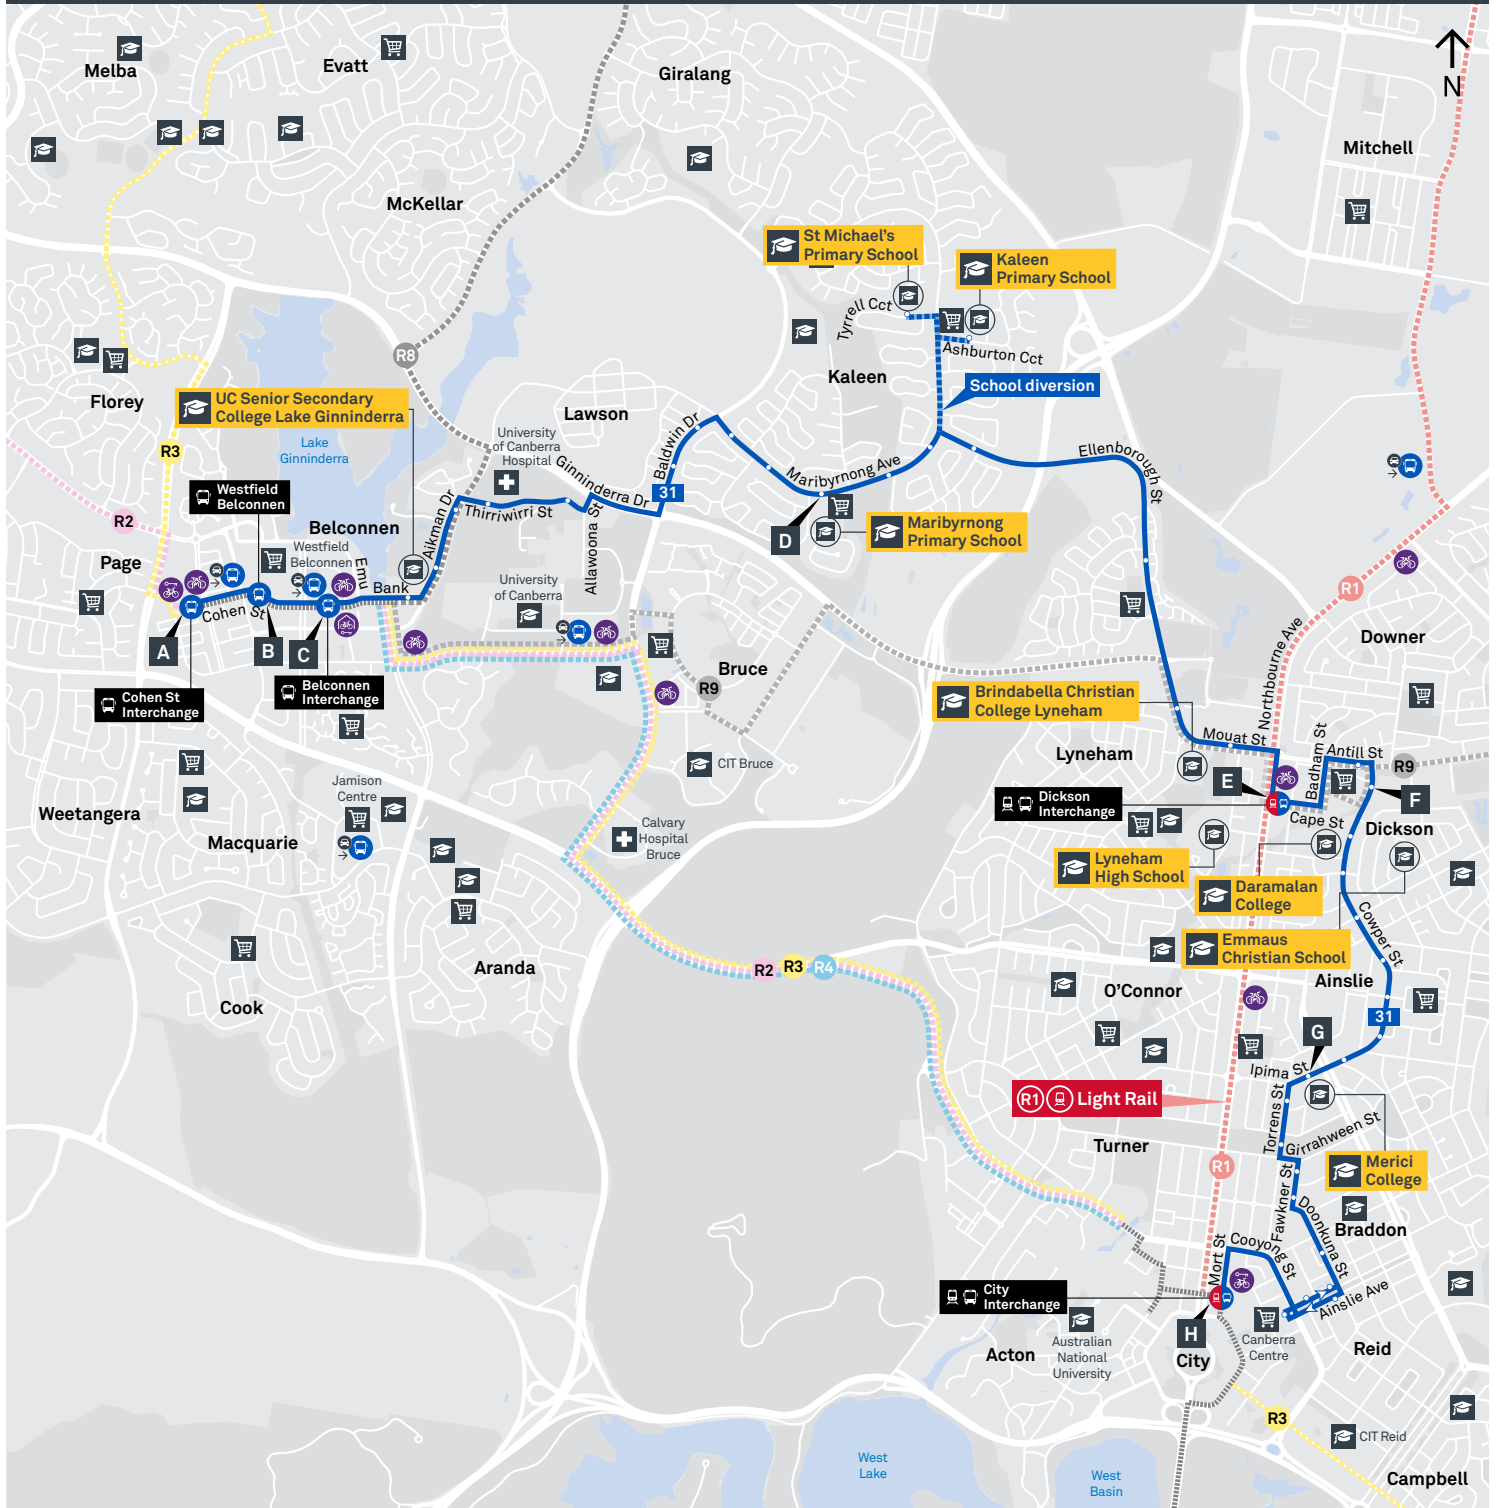 Melba
Evatt
Giralang
N
Mitchell
McKellar
St Michael's
Primary School
Kaleen
Primary School
Tyrrell Cct
Ashburton Cct
R8
Kaleen
School diversion
Florey
UC Senior Secondary
College Lake Ginninderra
Lake
Ginninderra
Lawson
University
of Canberra
Hospital
Baldwin Dr
Ginninderra Dr
Maribyrnong Ave
Ellenborough St
R3
Westfield
Belconnen
31
R2
Belconnen
Aikman Dr
Thirriwirri St
Allawoona St
D
Maribyrnong
Primary School
Page
Westfield
Belconnen
Emu
Bank
University
of Canberra
Cohen St
A
B
C
R1
Northbourne Ave
Downer
Cohen St
Interchange
Belconnen
Interchange
Bruce
R9
Brindabella Christian
College Lyneham
Mouat St
Lyneham
Badham St
Antill St
R9
CIT Bruce
E
F
Dickson
Interchange
Cape St
Dickson
Jamison
Centre
Weetangera
Macquarie
Calvary
Hospital
Bruce
Lyneham
High School
Daramalan
College
Cowper St
Emmaus
Christian School
Aranda
R2
R3
R4
Ainslie
O'Connor
Cook
31
G
Ipima St
R1
Light Rail
Torrens St
Girrahween St
Turner
R1
Merici
College
Fawkner St
Doonkuna St
Braddon
Mort St
Cooyong St
City
Interchange
Ainslie Ave
H
City
Canberra
Centre
Reid
Acton
Australian
National
University
R3
CIT Reid
West
Lake
West
Basin
Campbell